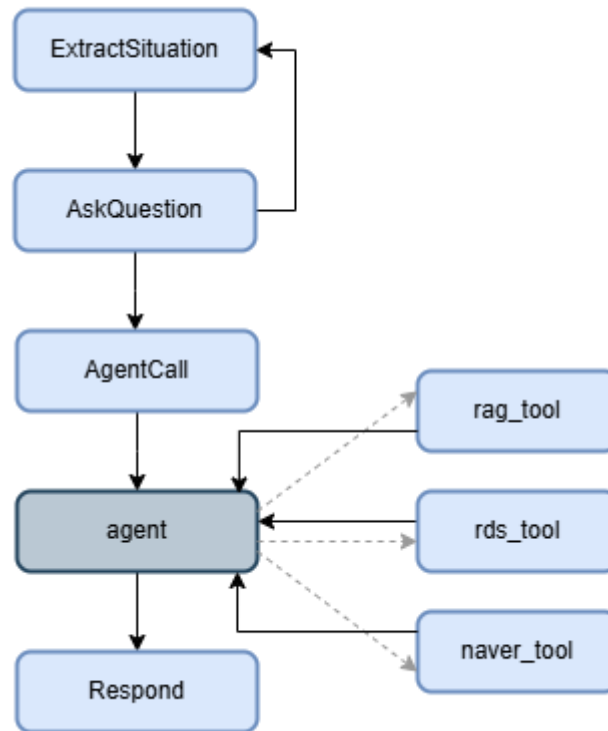 ExtractSituation
AskQuestion
AgentCall
rag_tool
agent
rds_tool
naver_tool
Respond